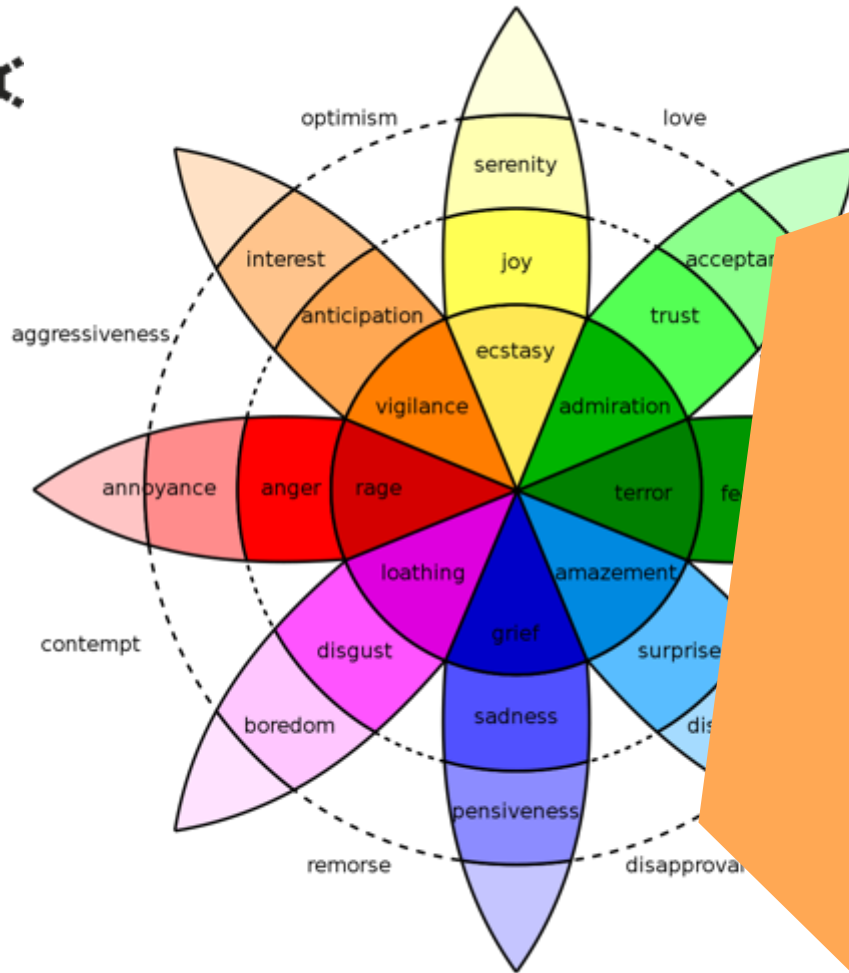 optimism
love
serenity
interest
joy
anticipation
trust
aggressiveness
ecstasy
vigilance
admiration
annoyance
anger
rage
terror
loathing
amazement
contempt
grief
disgust
surprise
sadness
boredom
pensiveness
remorse